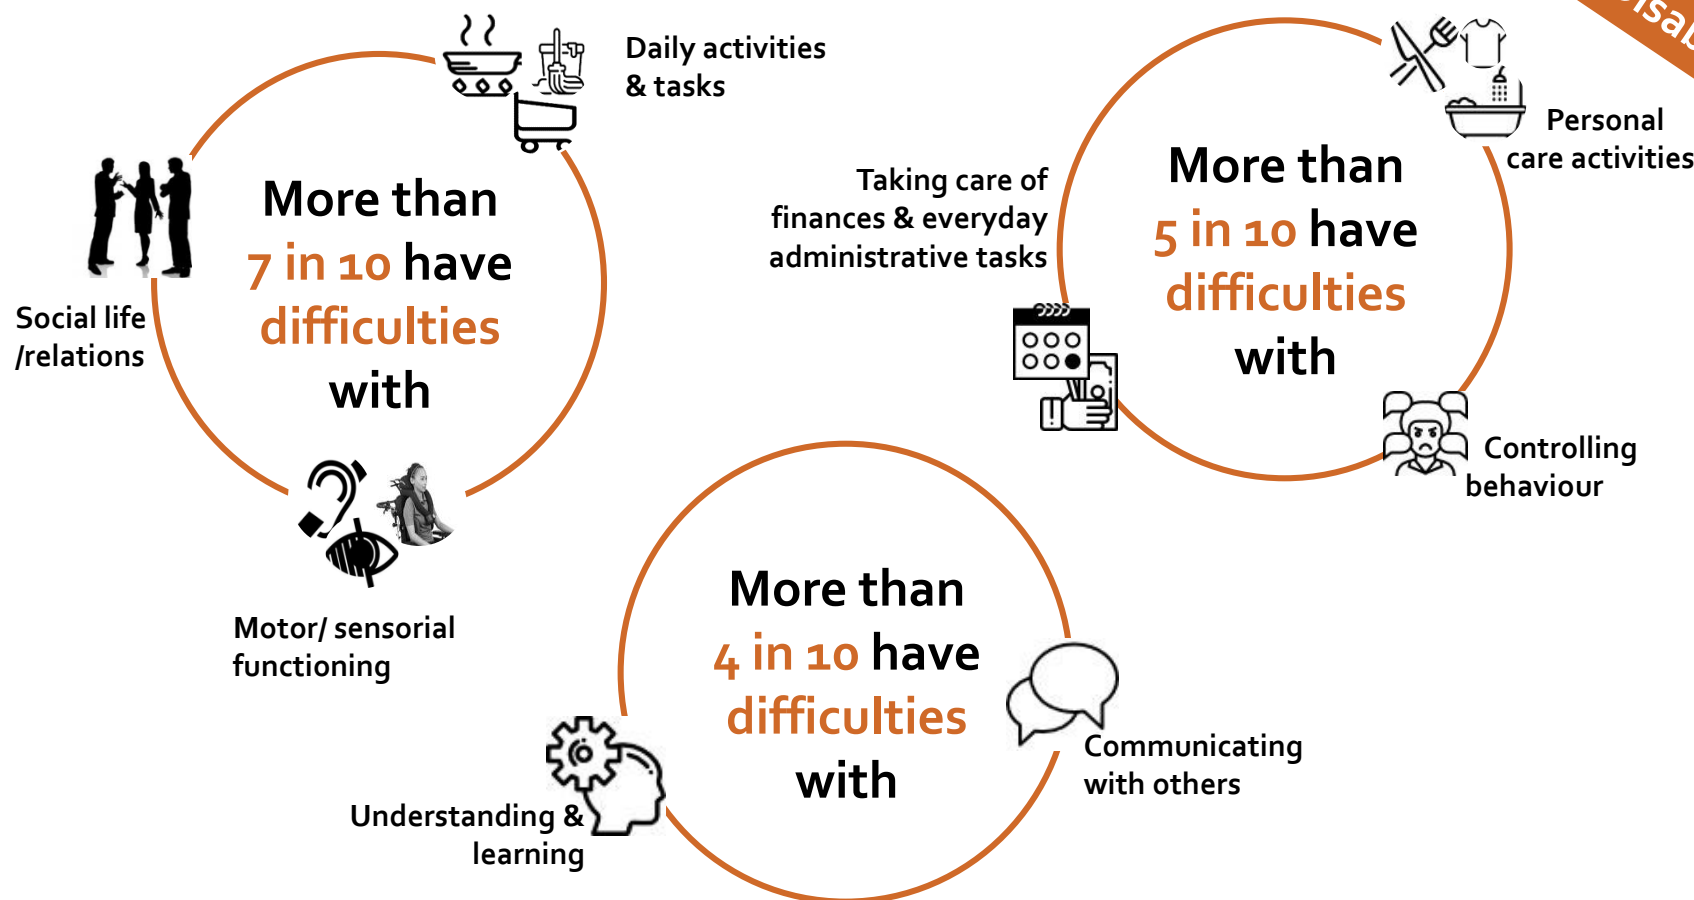 Daily activities
& tasks
More than
7 in 10 have
difficulties
with
Social life
/relations
Motor/ sensorial
functioning
Personal
care activities
Taking care of
finances & everyday
administrative tasks
More than
5 in 10 have
difficulties
with
Controlling
behaviour
More than
4 in 10 have
difficulties
with
Communicating
with others
Understanding &
learning